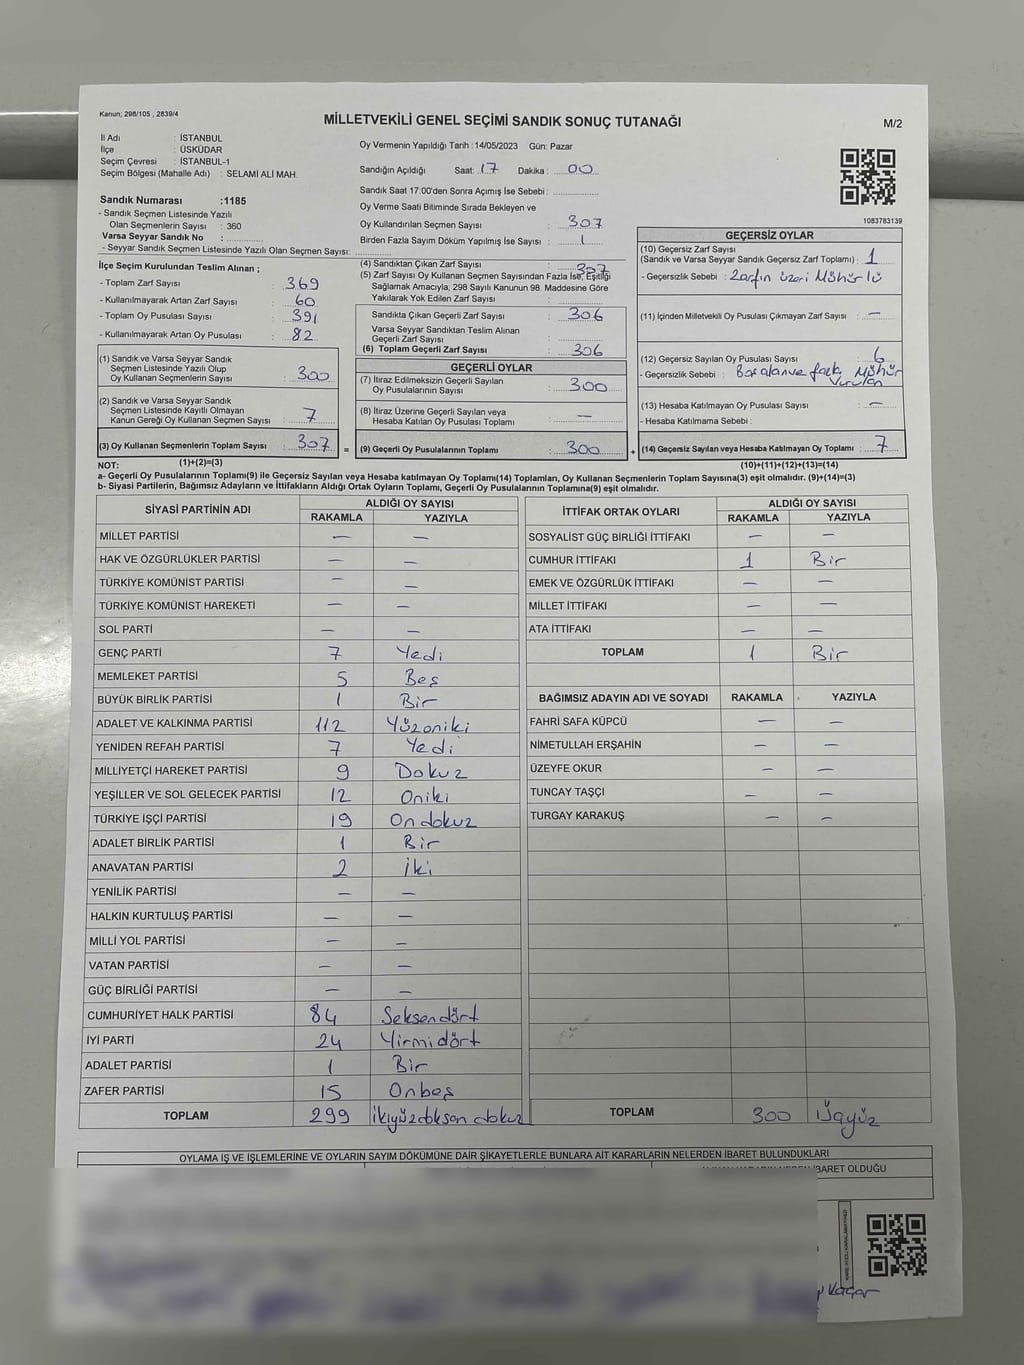 Kanun; 298/105 , 2839/4
MİLLETVEKİLİ GENEL SEÇİMİ SANDIK SONUÇ TUTANAĞI
M/2
İl Adı : İSTANBUL
İlçe : ÜSKÜDAR
Seçim Çevresi : İSTANBUL-1
Seçim Bölgesi (Mahalle Adı) : SELAMİ ALİ MAH.
Sandık Numarası :1185
- Sandık Seçmen Listesinde Yazılı
Olan Seçmenlerin Sayısı : 360
Varsa Seyyar Sandık No :
- Seyyar Sandık Seçmen Listesinde Yazılı Olan Seçmen Sayısı:
İlçe Seçim Kurulundan Teslim Alınan ;
- Toplam Zarf Sayısı : 369
- Kullanılmayarak Artan Zarf Sayısı : 60
- Toplam Oy Pusulası Sayısı : 391
- Kullanılmayarak Artan Oy Pusulası : 82
(1) Sandık ve Varsa Seyyar Sandık
Seçmen Listesinde Yazılı Olup
Oy Kullanan Seçmenlerin Sayısı : 300
(2) Sandık ve Varsa Seyyar Sandık
Seçmen Listesinde Kayıtlı Olmayan
Kanun Gereği Oy Kullanan Seçmen Sayısı : 7
(3) Oy Kullanan Seçmenlerin Toplam Sayısı : 307 =
(1)+(2)=(3)
Oy Vermenin Yapıldığı Tarih : 14/05/2023 Gün: Pazar
Sandığın Açıldığı Saat: 17 Dakika : 00
Sandık Saat 17:00'den Sonra Açımış İse Sebebi :
Oy Verme Saati Bitiminde Sırada Bekleyen ve
Oy Kullandırılan Seçmen Sayısı : 307
Birden Fazla Sayım Döküm Yapılmış İse Sayısı : 1
(4) Sandıktan Çıkan Zarf Sayısı : 307
(5) Zarf Sayısı Oy Kullanan Seçmen Sayısından Fazla İse, Eşitliği
Sağlamak Amacıyla, 298 Sayılı Kanunun 98. Maddesine Göre
Yakılarak Yok Edilen Zarf Sayısı :
Sandıkta Çıkan Geçerli Zarf Sayısı : 306
Varsa Seyyar Sandıktan Teslim Alınan
Geçerli Zarf Sayısı :
(6) Toplam Geçerli Zarf Sayısı : 306
GEÇERLİ OYLAR
(7) İtiraz Edilmeksizin Geçerli Sayılan
Oy Pusulalarının Sayısı : 300
(8) İtiraz Üzerine Geçerli Sayılan veya
Hesaba Katılan Oy Pusulası Toplamı : —
(9) Geçerli Oy Pusulalarının Toplamı : 300 +
1083783139
GEÇERSİZ OYLAR
(10) Geçersiz Zarf Sayısı
(Sandık ve Varsa Seyyar Sandık Geçersiz Zarf Toplamı) : 1
- Geçersizlik Sebebi : Zarfın üzeri Mühürlü
(11) İçinden Milletvekili Oy Pusulası Çıkmayan Zarf Sayısı : —
(12) Geçersiz Sayılan Oy Pusulası Sayısı : 6
- Geçersizlik Sebebi : Mühür
(13) Hesaba Katılmayan Oy Pusulası Sayısı : —
- Hesaba Katılmama Sebebi :
(14) Geçersiz Sayılan veya Hesaba Katılmayan Oy Toplamı : 7
(10)+(11)+(12)+(13)=(14)
NOT:
a- Geçerli Oy Pusulalarının Toplamı(9) ile Geçersiz Sayılan veya Hesaba katılmayan Oy Toplam(14) Toplamları, Oy Kullanan Seçmenlerin Toplam Sayısına(3) eşit olmalıdır. (9)+(14)=(3)
b- Siyasi Partilerin, Bağımsız Adayların ve İttifakların Aldığı Ortak Oyların Toplamı, Geçerli Oy Pusulalarının Toplamına(9) eşit olmalıdır.
SİYASİ PARTİNİN ADI ALDIĞI OY SAYISI
RAKAMLA YAZIYLA
MİLLET PARTİSİ — —
HAK VE ÖZGÜRLÜKLER PARTİSİ — —
TÜRKİYE KOMÜNİST PARTİSİ — —
TÜRKİYE KOMÜNİST HAREKETİ — —
SOL PARTİ — —
GENÇ PARTİ 7 Yedi
MEMLEKET PARTİSİ 5 Beş
BÜYÜK BİRLİK PARTİSİ 1 Bir
ADALET VE KALKINMA PARTİSİ 112 Yüzoniki
YENİDEN REFAH PARTİSİ 7 Yedi
MİLLİYETÇİ HAREKET PARTİSİ 9 Dokuz
YEŞİLLER VE SOL GELECEK PARTİSİ 12 Oniki
TÜRKİYE İŞÇİ PARTİSİ 19 Ondokuz
ADALET BİRLİK PARTİSİ 1 Bir
ANAVATAN PARTİSİ 2 İki
YENİLİK PARTİSİ — —
HALKIN KURTULUŞ PARTİSİ — —
MİLLİ YOL PARTİSİ — —
VATAN PARTİSİ — —
GÜÇ BİRLİĞİ PARTİSİ — —
CUMHURİYET HALK PARTİSİ 84 Seksendört
İYİ PARTİ 24 Yirmidört
ADALET PARTİSİ 1 Bir
ZAFER PARTİSİ 15 Onbeş
TOPLAM 299 ikiyüzdoksan dokuz
İTTİFAK ORTAK OYLARI ALDIĞI OY SAYISI
RAKAMLA YAZIYLA
SOSYALİST GÜÇ BİRLİĞİ İTTİFAKI — —
CUMHUR İTTİFAKI 1 Bir
EMEK VE ÖZGÜRLÜK İTTİFAKI — —
MİLLET İTTİFAKI — —
ATA İTTİFAKI — —
TOPLAM 1 Bir
BAĞIMSIZ ADAYIN ADI VE SOYADI RAKAMLA YAZIYLA
FAHRİ SAFA KÜPCÜ — —
NİMETULLAH ERŞAHİN — —
ÜZEYFE OKUR — —
TUNCAY TAŞÇI — —
TURGAY KARAKUŞ — —
TOPLAM 300 Üçyüz
OYLAMA İŞ VE İŞLEMLERİNE VE OYLARIN SAYIM DÖKÜMÜNE DAİR ŞİKAYETLERLE BUNLARA AİT KARARLARIN NELERDEN İBARET BULUNDUKLARI
İBARET OLDUĞU